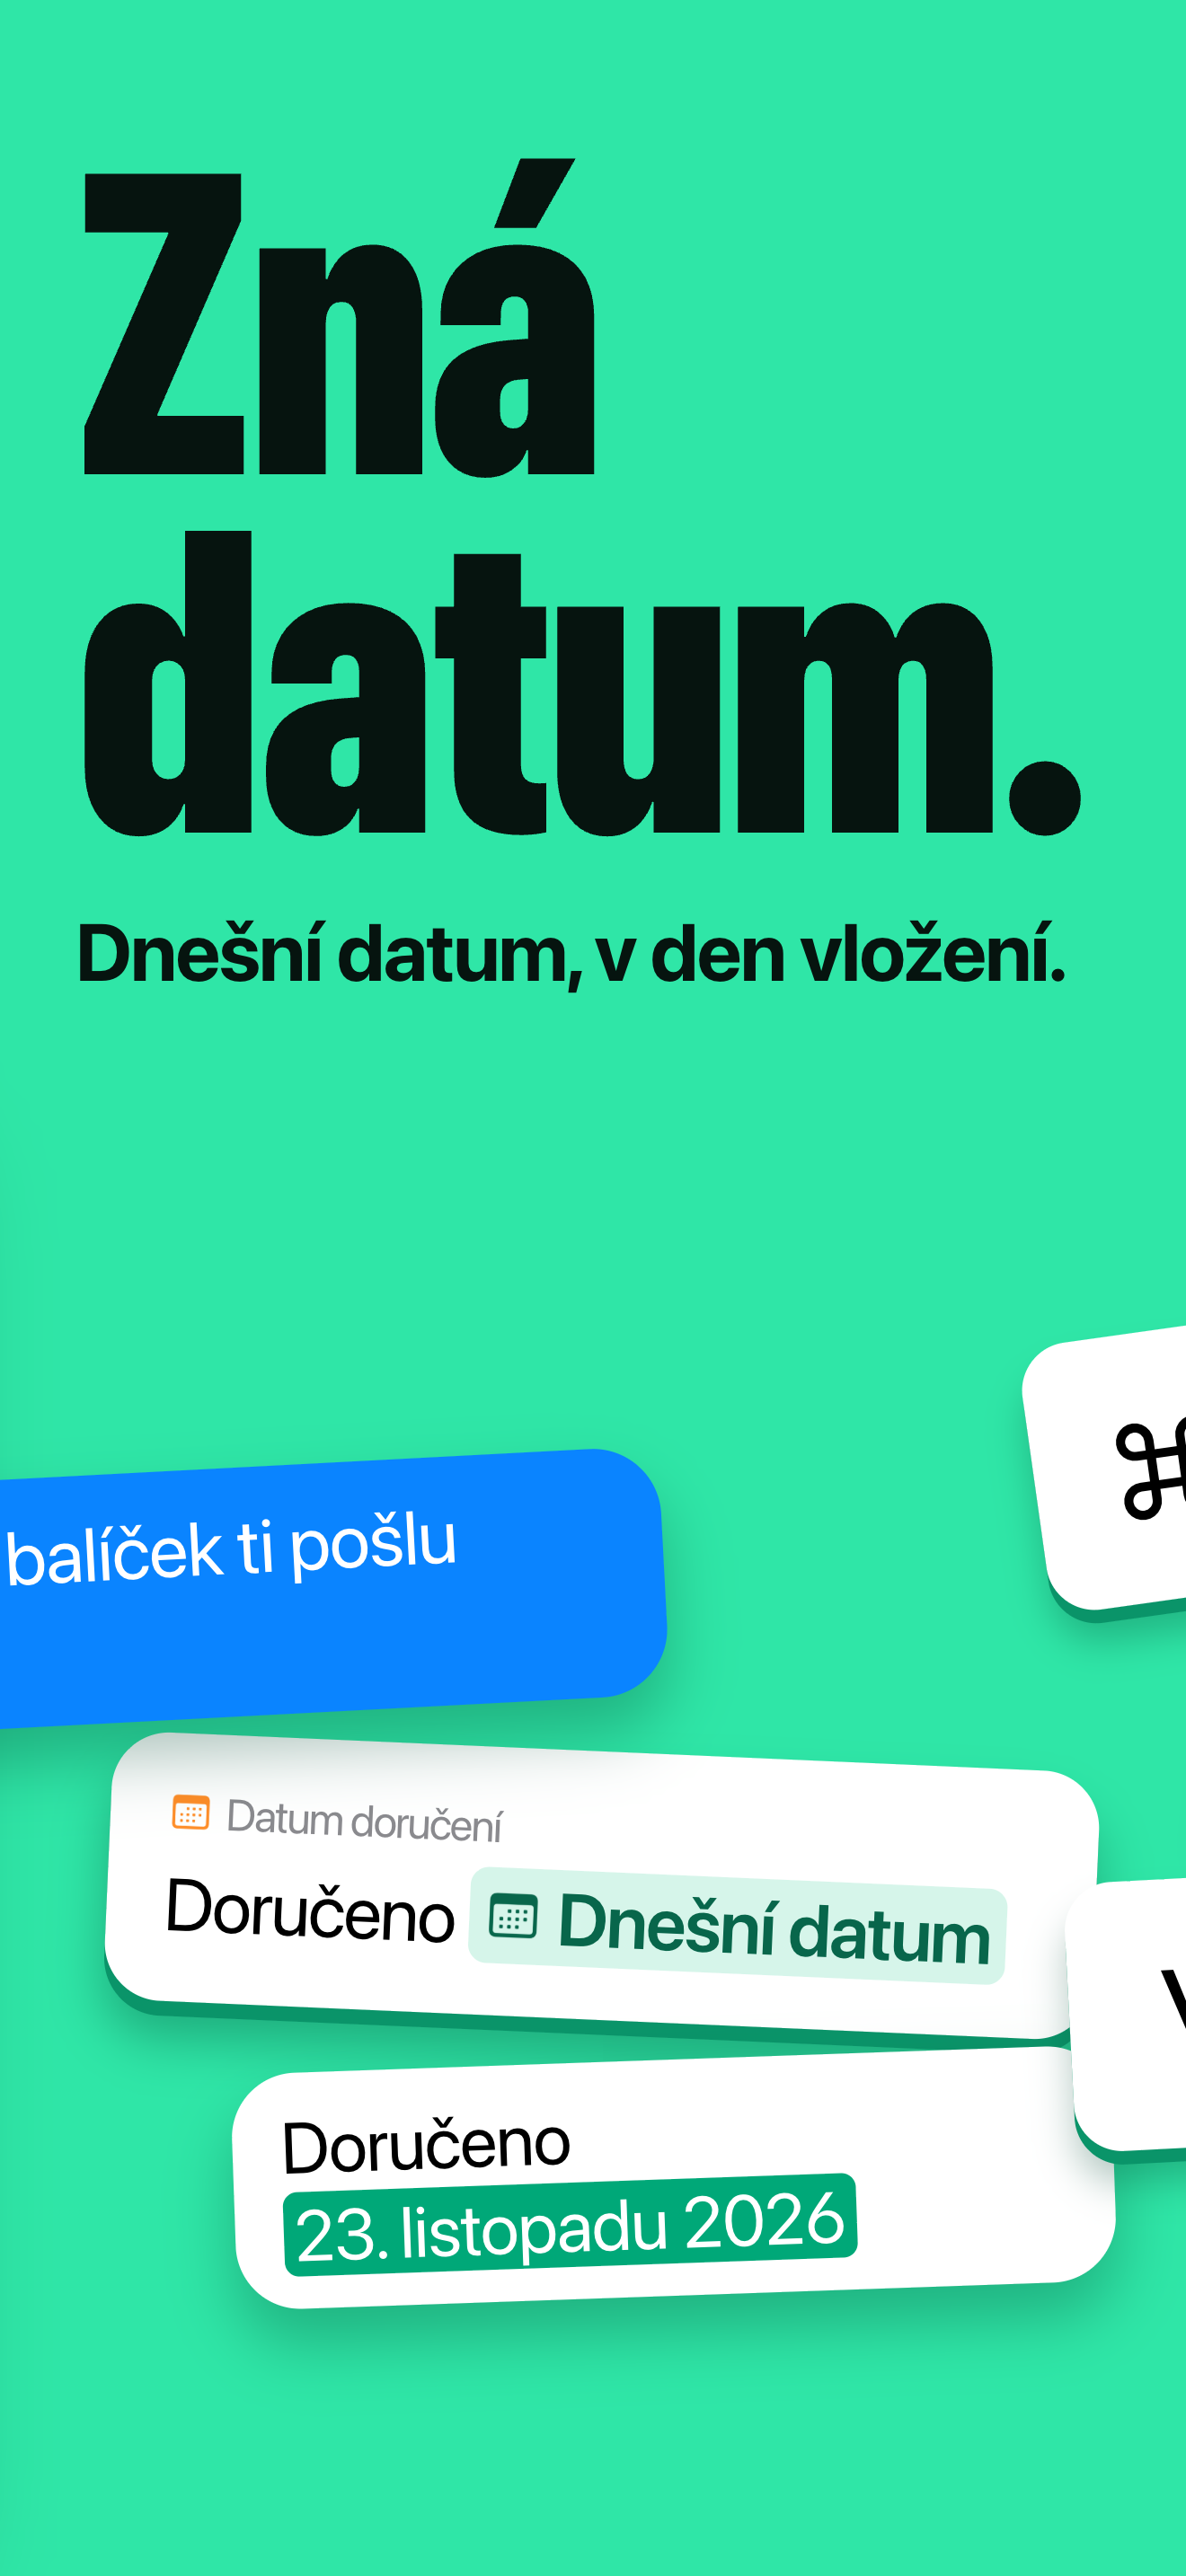 Zná
datum.
Dnešní datum, v den vložení.
⌘
balíček ti pošlu
Datum doručení
Doručeno Dnešní datum
Doručeno
23. listopadu 2026